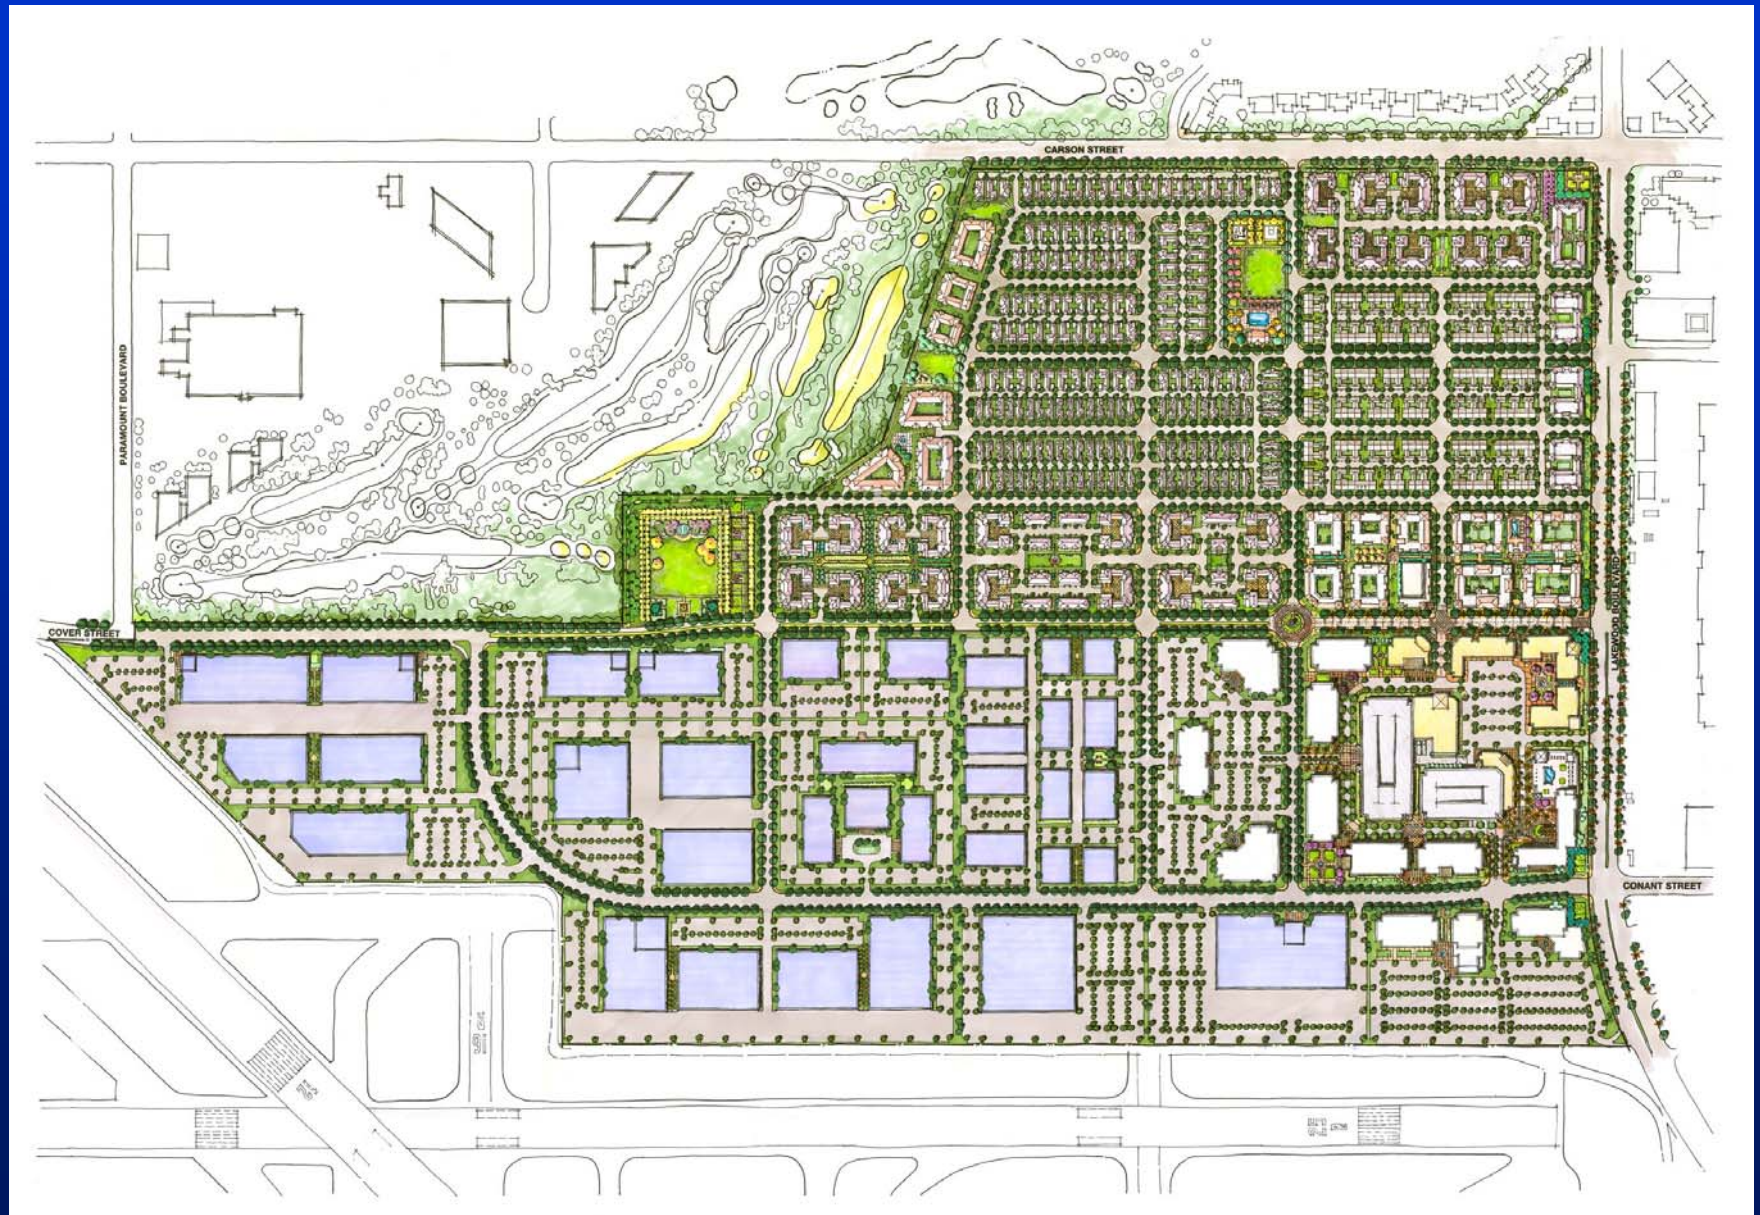 CARSON STREET
PARAMOUNT BOULEVARD
COVER STREET
LAKEWOOD BOULEVARD
CONANT STREET